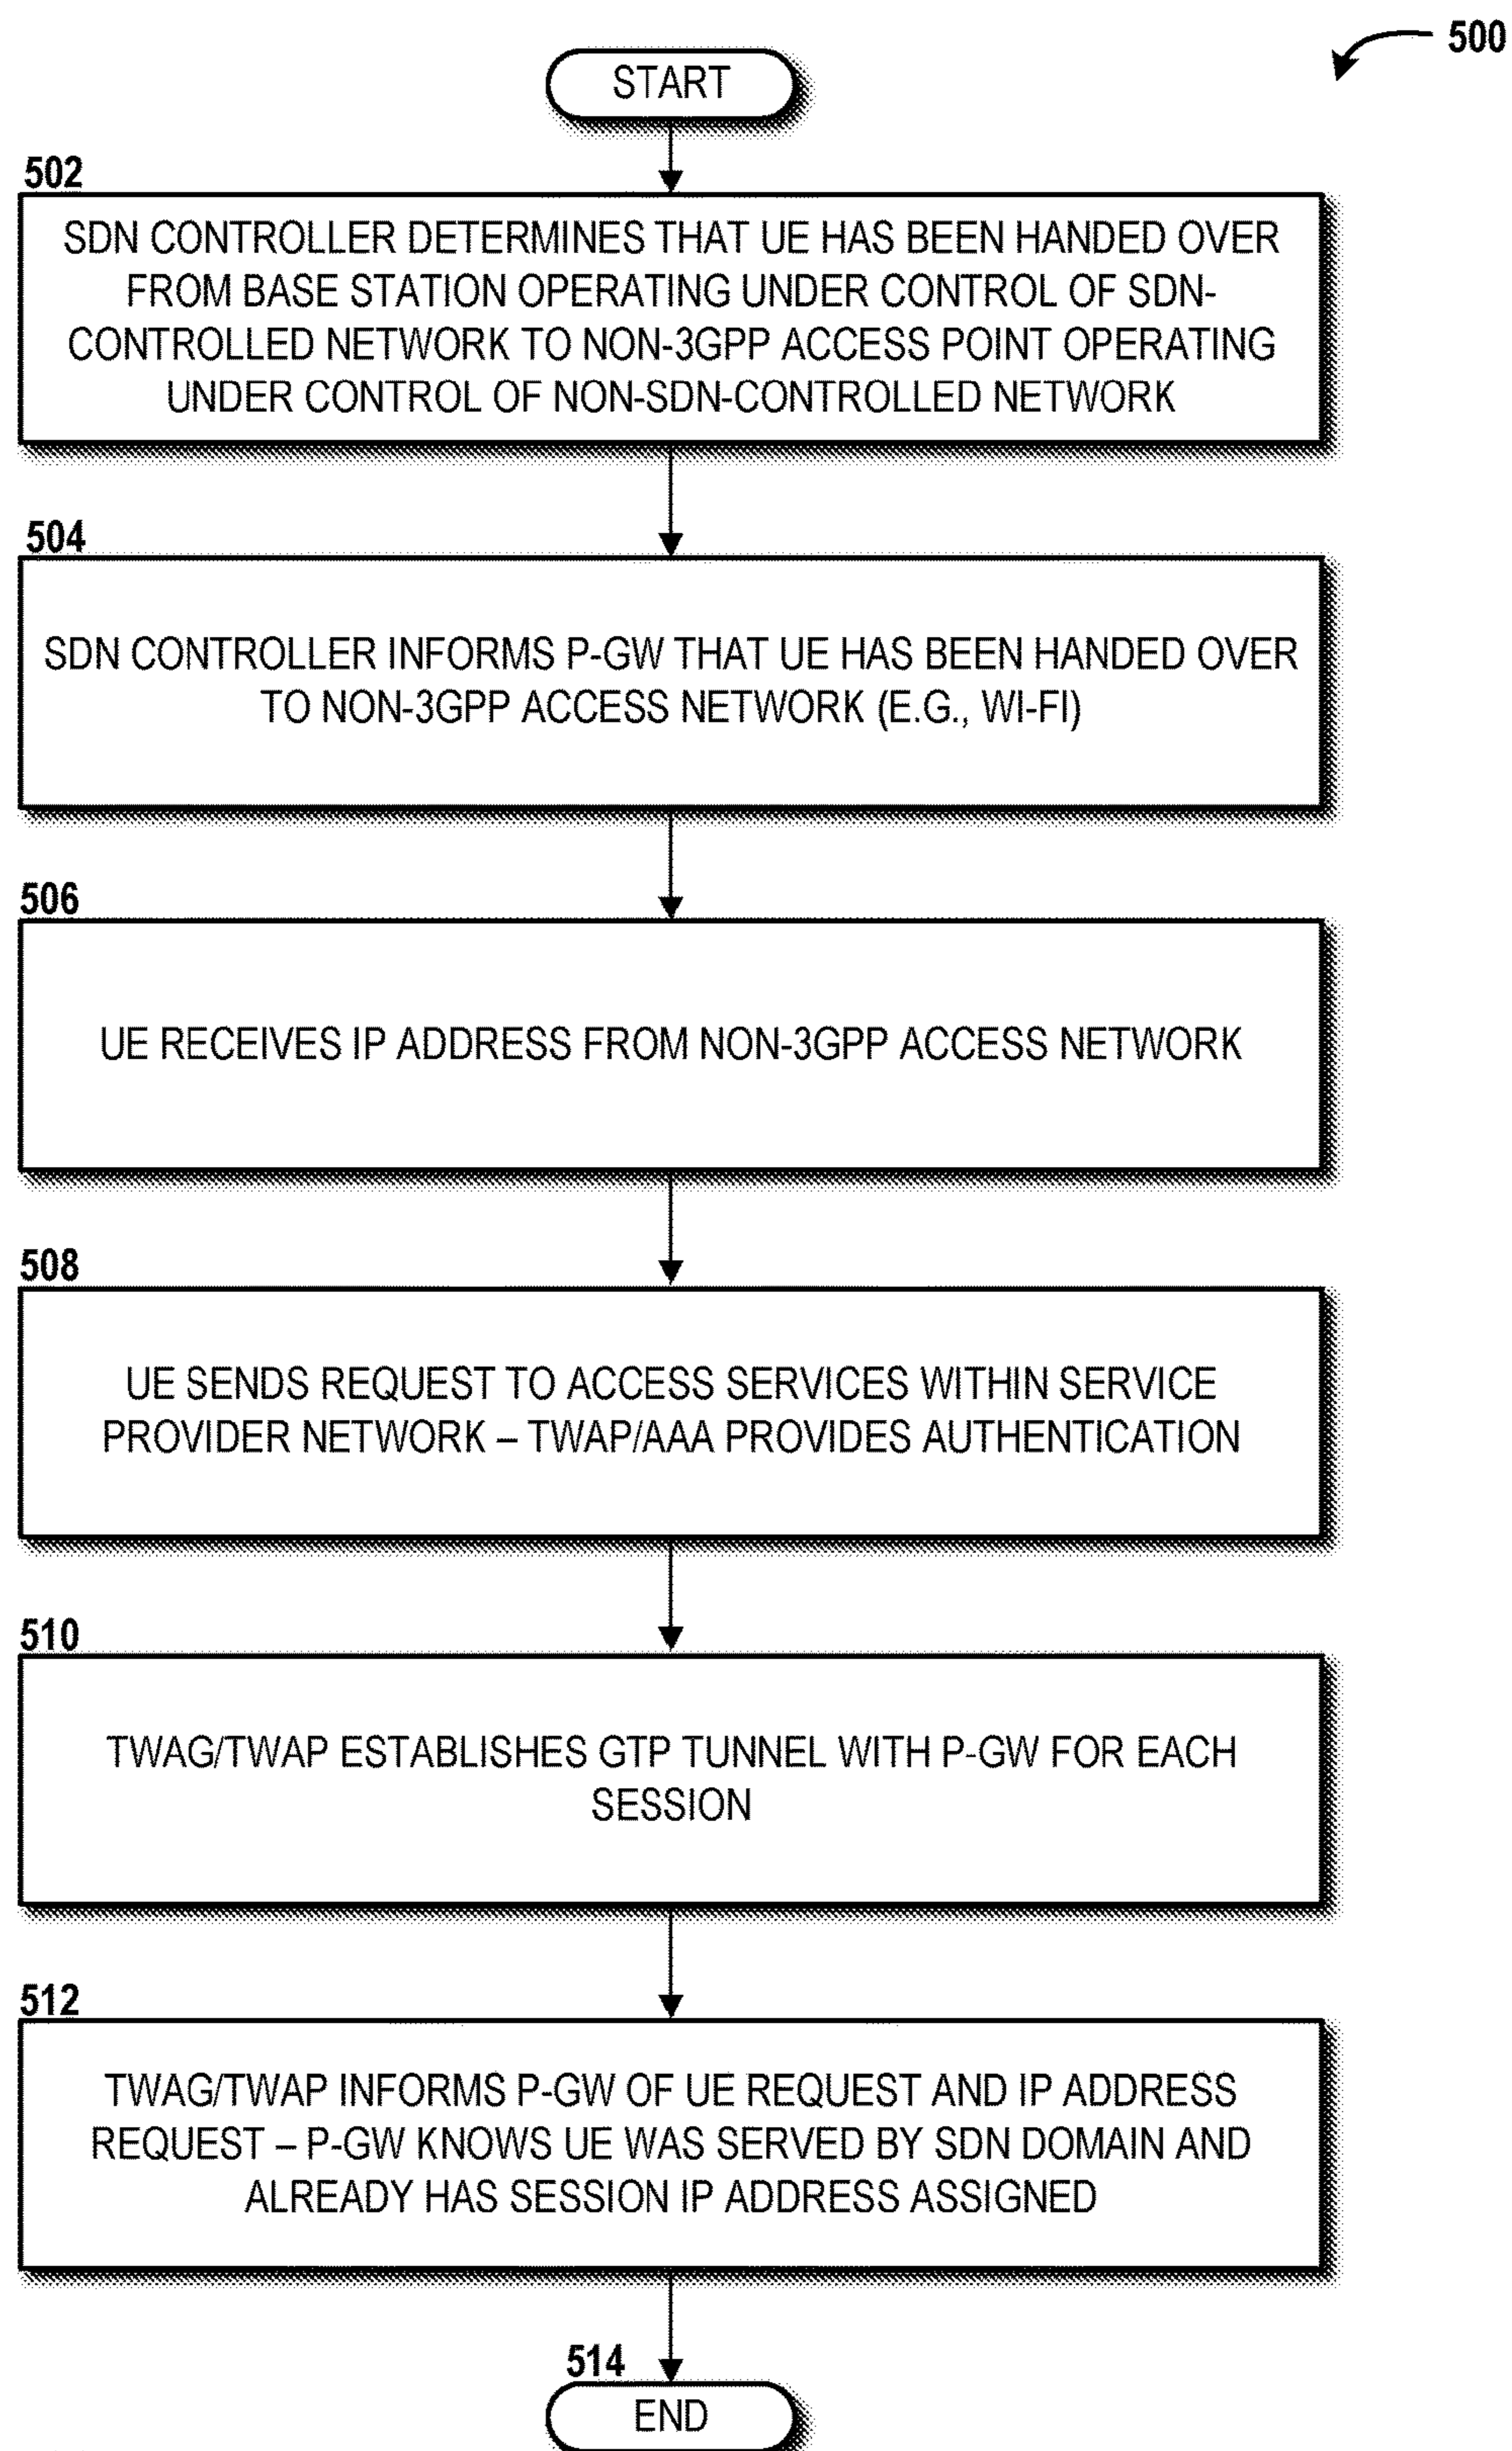 500
START
502
SDN CONTROLLER DETERMINES THAT UE HAS BEEN HANDED OVER
FROM BASE STATION OPERATING UNDER CONTROL OF SDN-
CONTROLLED NETWORK TO NON-3GPP ACCESS POINT OPERATING
UNDER CONTROL OF NON-SDN-CONTROLLED NETWORK
504
SDN CONTROLLER INFORMS P-GW THAT UE HAS BEEN HANDED OVER
TO NON-3GPP ACCESS NETWORK (E.G., WI-FI)
506
UE RECEIVES IP ADDRESS FROM NON-3GPP ACCESS NETWORK
508
UE SENDS REQUEST TO ACCESS SERVICES WITHIN SERVICE
PROVIDER NETWORK – TWAP/AAA PROVIDES AUTHENTICATION
510
TWAG/TWAP ESTABLISHES GTP TUNNEL WITH P-GW FOR EACH
SESSION
512
TWAG/TWAP INFORMS P-GW OF UE REQUEST AND IP ADDRESS
REQUEST – P-GW KNOWS UE WAS SERVED BY SDN DOMAIN AND
ALREADY HAS SESSION IP ADDRESS ASSIGNED
514
END